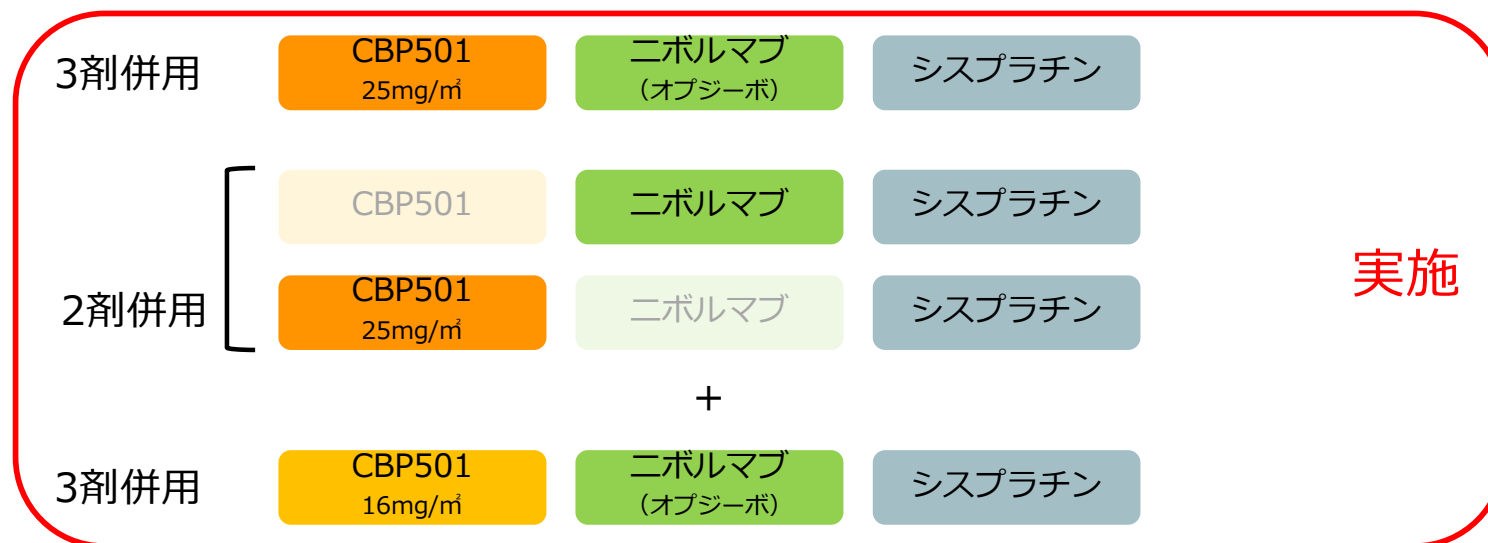 3剤併用
CBP501
25mg/㎡
ニボルマブ
（オプジーボ）
シスプラチン
2剤併用
CBP501
ニボルマブ
シスプラチン
CBP501
25mg/㎡
ニボルマブ
シスプラチン
実施
+
3剤併用
CBP501
16mg/㎡
ニボルマブ
（オプジーボ）
シスプラチン